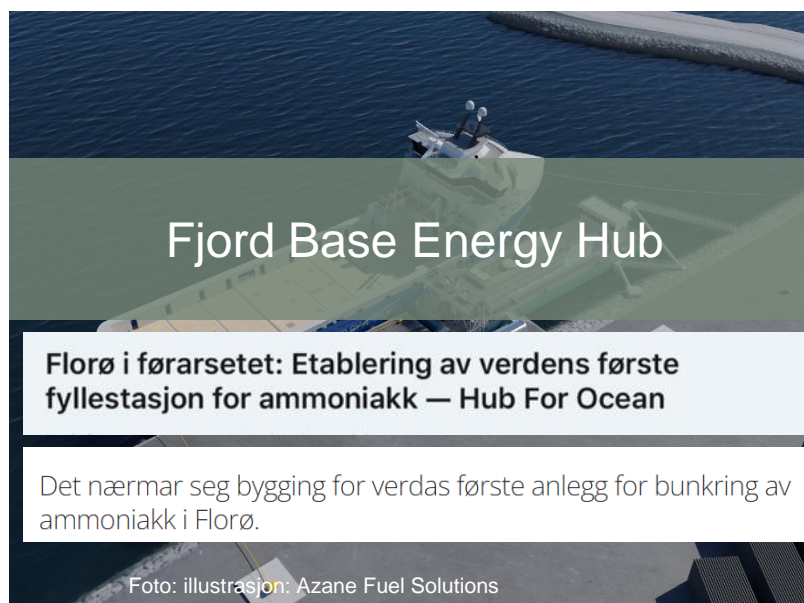 Fjord Base Energy Hub
Florø i førarsetet: Etablering av verdens første
fyllestasjon for ammoniakk — Hub For Ocean
Det nærmar seg bygging for verdas første anlegg for bunkring av
ammoniakk i Florø.
Foto: illustrasjon: Azane Fuel Solutions